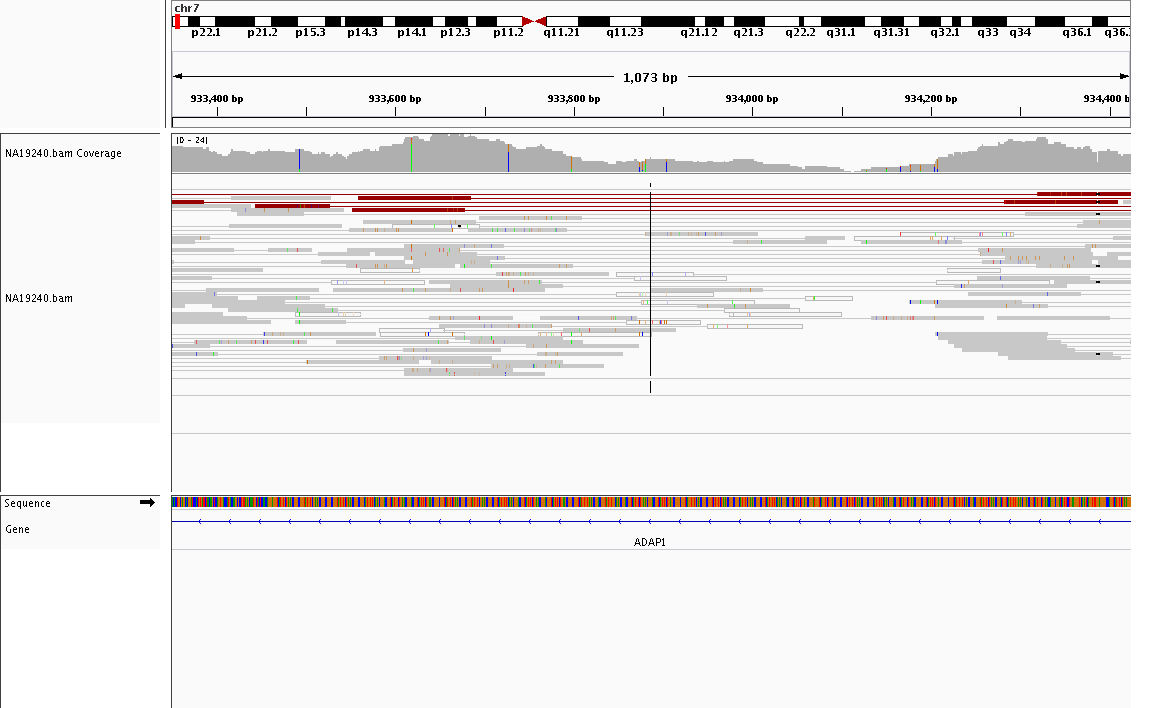 chr7
p22.1 p21.2 p15.3 p14.3 p14.1 p12.3 p11.2 q11.21 q11.23 q21.12 q21.3 q22.2 q31.1 q31.31 q32.1 q33 q34 q36.1 q36.
1,073 bp
933,400 bp 933,600 bp 933,800 bp 934,000 bp 934,200 bp 934,400 b
[0 - 24]
NA19240.bam Coverage
NA19240.bam
Sequence
Gene
ADAP1